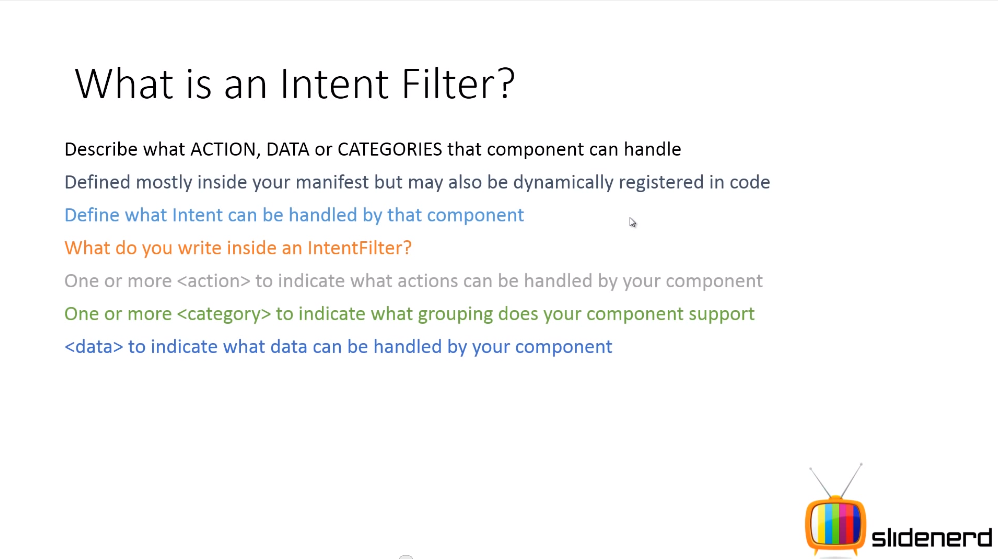 What is an Intent Filter?
Describe what ACTION, DATA or CATEGORIES that component can handle
Defined mostly inside your manifest but may also be dynamically registered in code
Define what Intent can be handled by that component
What do you write inside an IntentFilter?
One or more <action> to indicate what actions can be handled by your component
One or more <category> to indicate what grouping does your component support
<data> to indicate what data can be handled by your component
slidenerd